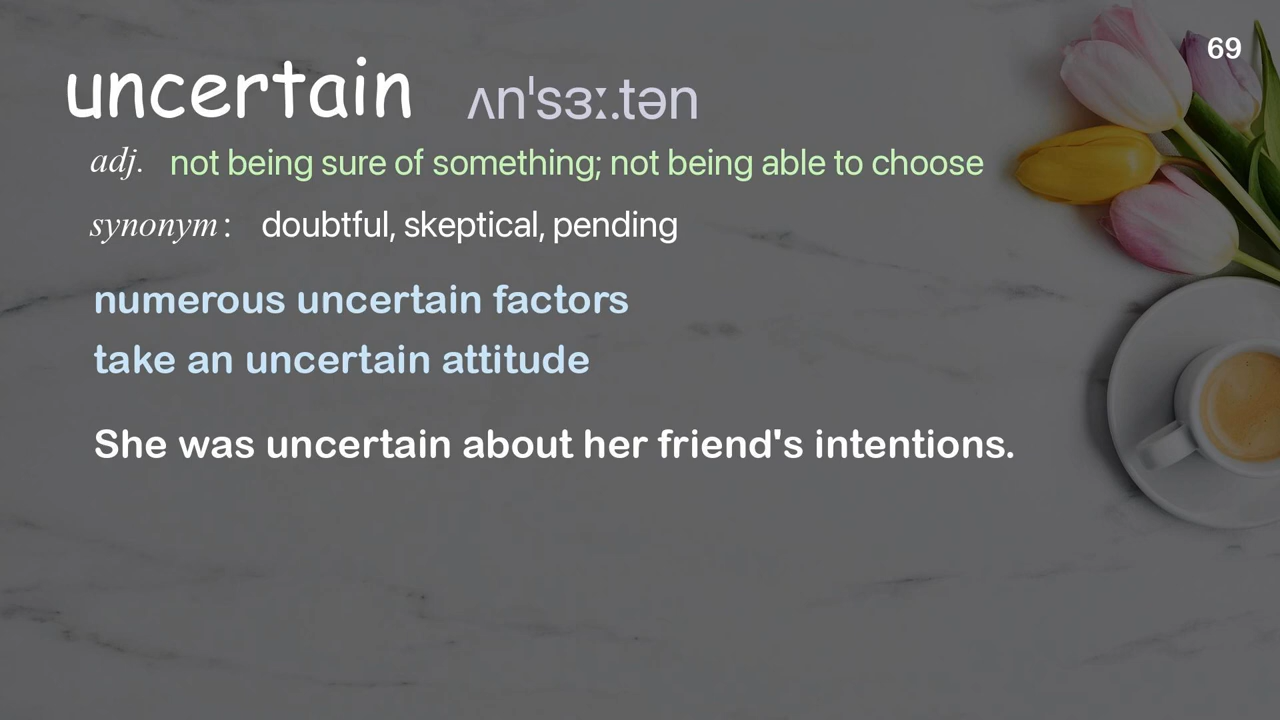 69
uncertain ʌnˈsɜː.tən
adj. not being sure of something; not being able to choose
synonym: doubtful, skeptical, pending
numerous uncertain factors
take an uncertain attitude
She was uncertain about her friend's intentions.